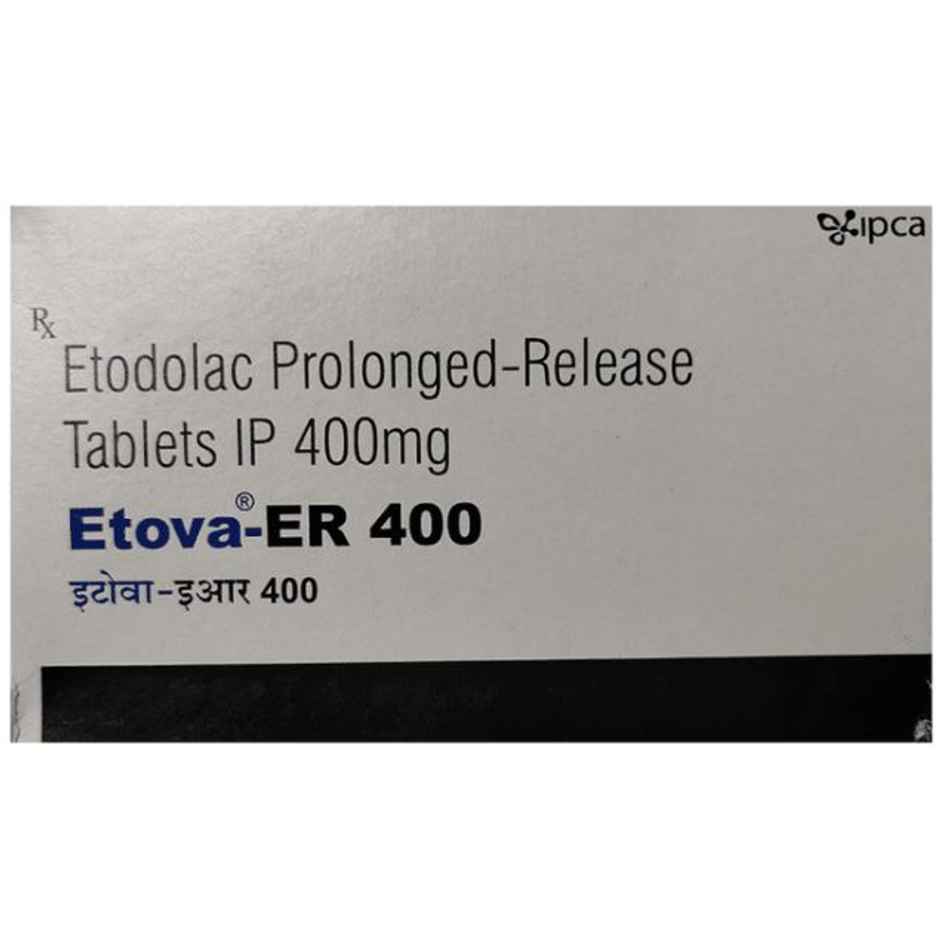 ipca
Rx
Etodolac Prolonged-Release
Tablets IP 400mg
Etova®-ER 400
इटोवा-इआर 400